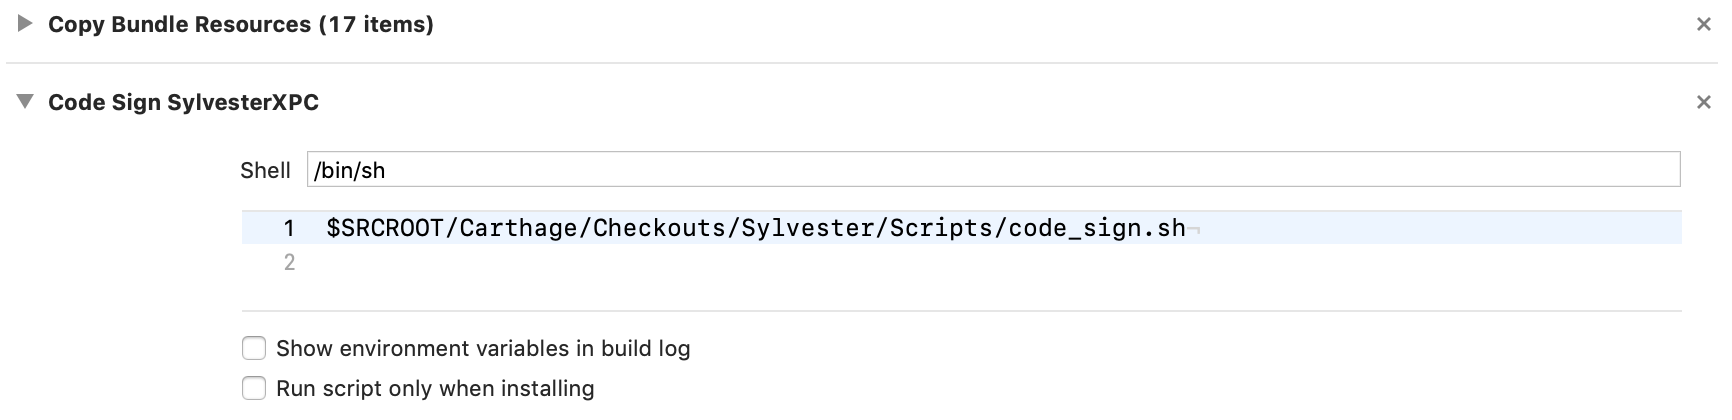 Copy Bundle Resources (17 items)
Code Sign SylvesterXPC
Shell /bin/sh
1 $SRCROOT/Carthage/Checkouts/Sylvester/Scripts/code_sign.sh¬
2
Show environment variables in build log
Run script only when installing